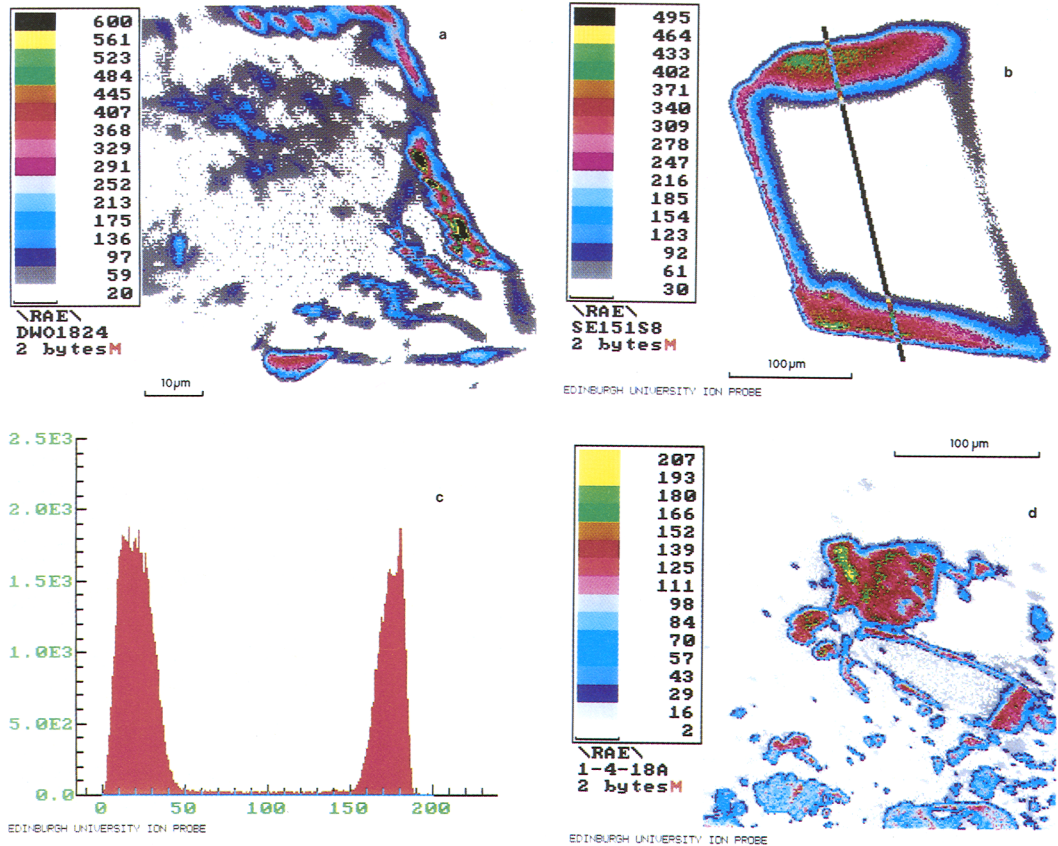 600
561
523
484
445
407
368
329
291
252
213
175
136
97
59
20
\RAE\
DWO1824
2 bytesM
10µm
a
495
464
433
402
371
340
309
278
247
216
185
154
123
92
61
30
\RAE\
SE151S8
2 bytesM
100µm
EDINBURGH UNIVERSITY ION PROBE
b
2.5E3
2.0E3
1.5E3
1.0E3
5.0E2
0.0
0 50 100 150 200
c
EDINBURGH UNIVERSITY ION PROBE
100 µm
207
193
180
166
152
139
125
111
98
84
70
57
43
29
16
2
\RAE\
1-4-18A
2 bytesM
d
EDINBURGH UNIVERSITY ION PROBE